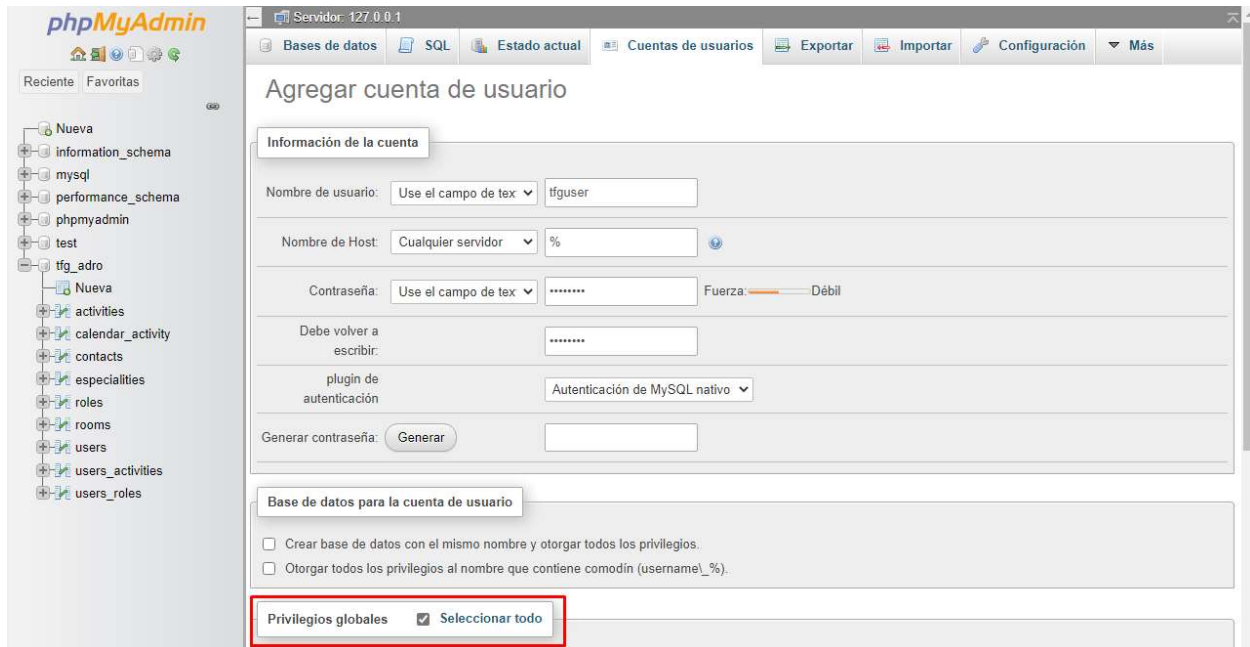 phpMyAdmin
Reciente Favoritas
Nueva
information_schema
mysql
performance_schema
phpmyadmin
test
tfg_adro
Nueva
activities
calendar_activity
contacts
especialities
roles
rooms
users
users_activities
users_roles
Servidor: 127.0.0.1
Bases de datos SQL Estado actual Cuentas de usuarios Exportar Importar Configuración Más
Agregar cuenta de usuario
Información de la cuenta
Nombre de usuario: Use el campo de tex tfguser
Nombre de Host: Cualquier servidor %
Contraseña: Use el campo de tex •••••••• Fuerza: Débil
Debe volver a
escribir: ••••••••
plugin de
autenticación Autenticación de MySQL nativo
Generar contraseña: Generar
Base de datos para la cuenta de usuario
Crear base de datos con el mismo nombre y otorgar todos los privilegios.
Otorgar todos los privilegios al nombre que contiene comodín (username\_%).
Privilegios globales Seleccionar todo